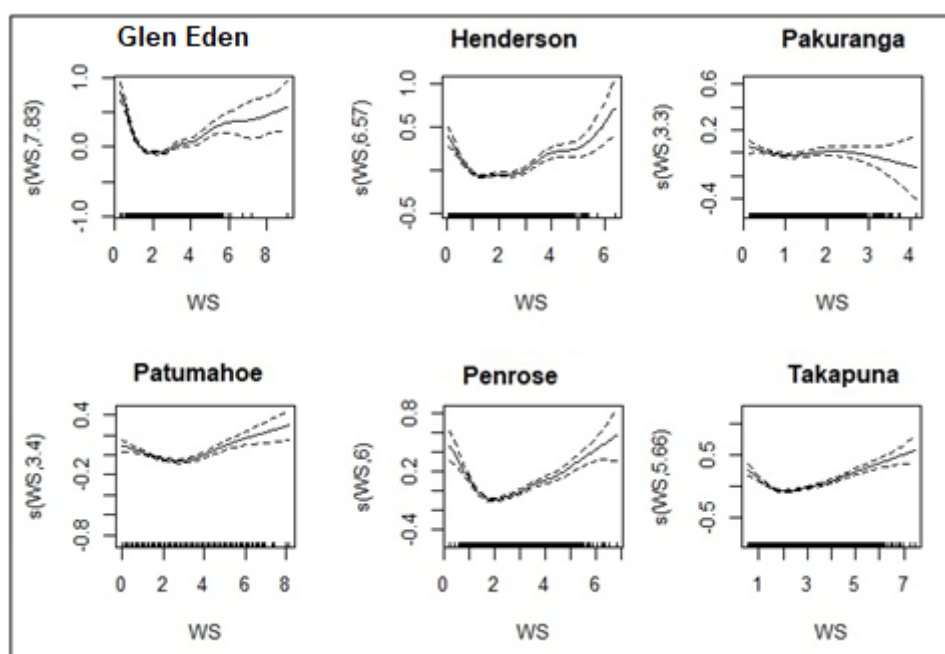 Glen Eden
s(WS,7.83)
1.0
0.0
-1.0
0 2 4 6 8
WS
Henderson
s(WS,6.57)
1.0
0.5
-0.5
0 2 4 6
WS
Pakuranga
s(WS,3.3)
0.6
0.2
-0.4
0 1 2 3 4
WS
Patumahoe
s(WS,3.4)
0.4
-0.2
-0.8
0 2 4 6 8
WS
Penrose
s(WS,6)
0.8
0.2
-0.4
0 2 4 6
WS
Takapuna
s(WS,5.66)
0.5
-0.5
1 3 5 7
WS